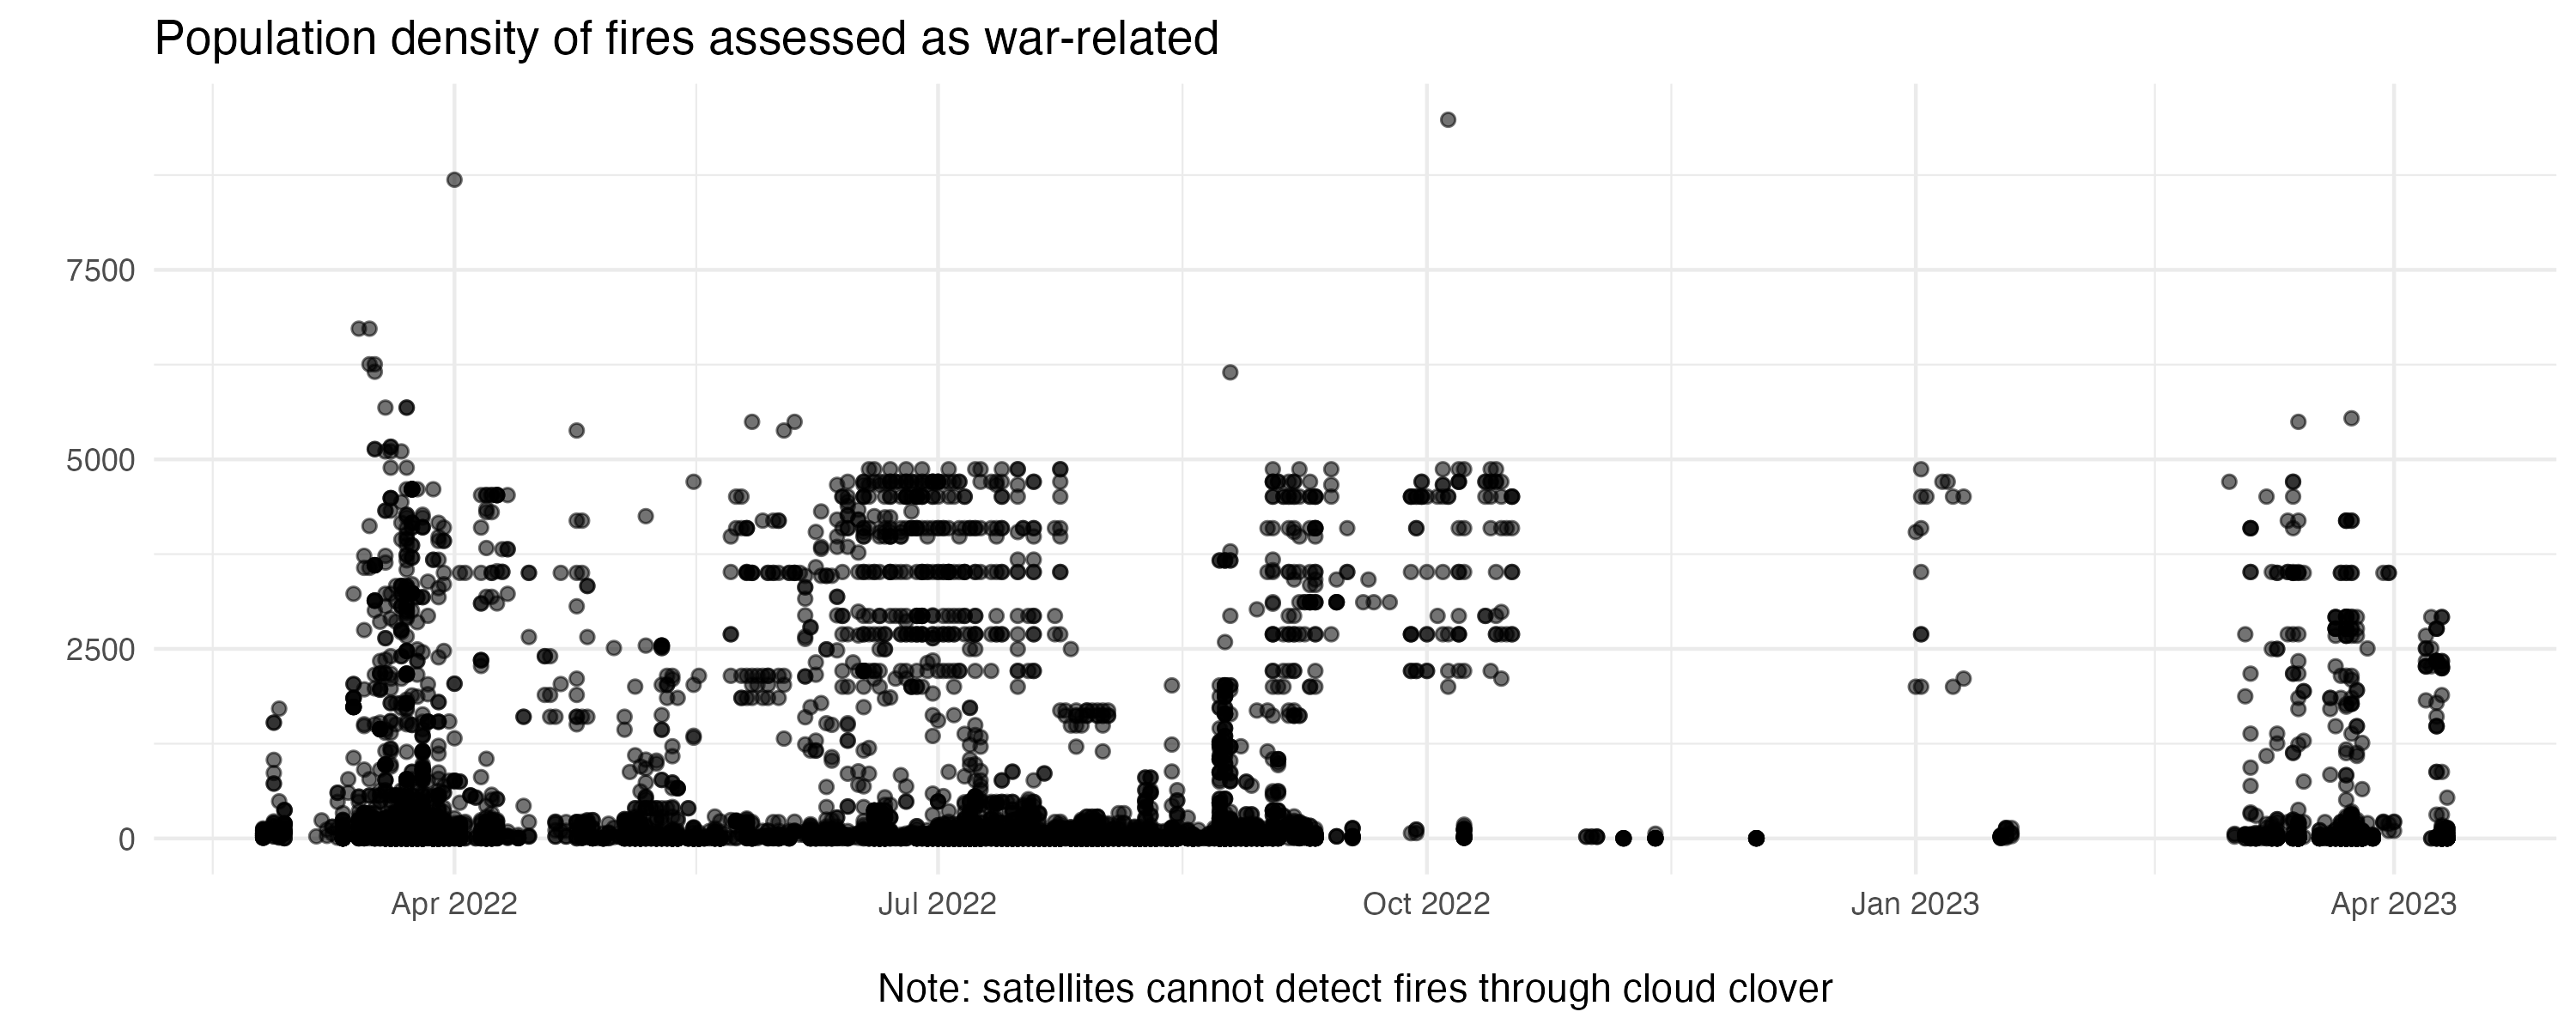 Population density of fires assessed as war-related
7500
5000
2500
0
Apr 2022
Jul 2022
Oct 2022
Jan 2023
Apr 2023
Note: satellites cannot detect fires through cloud clover